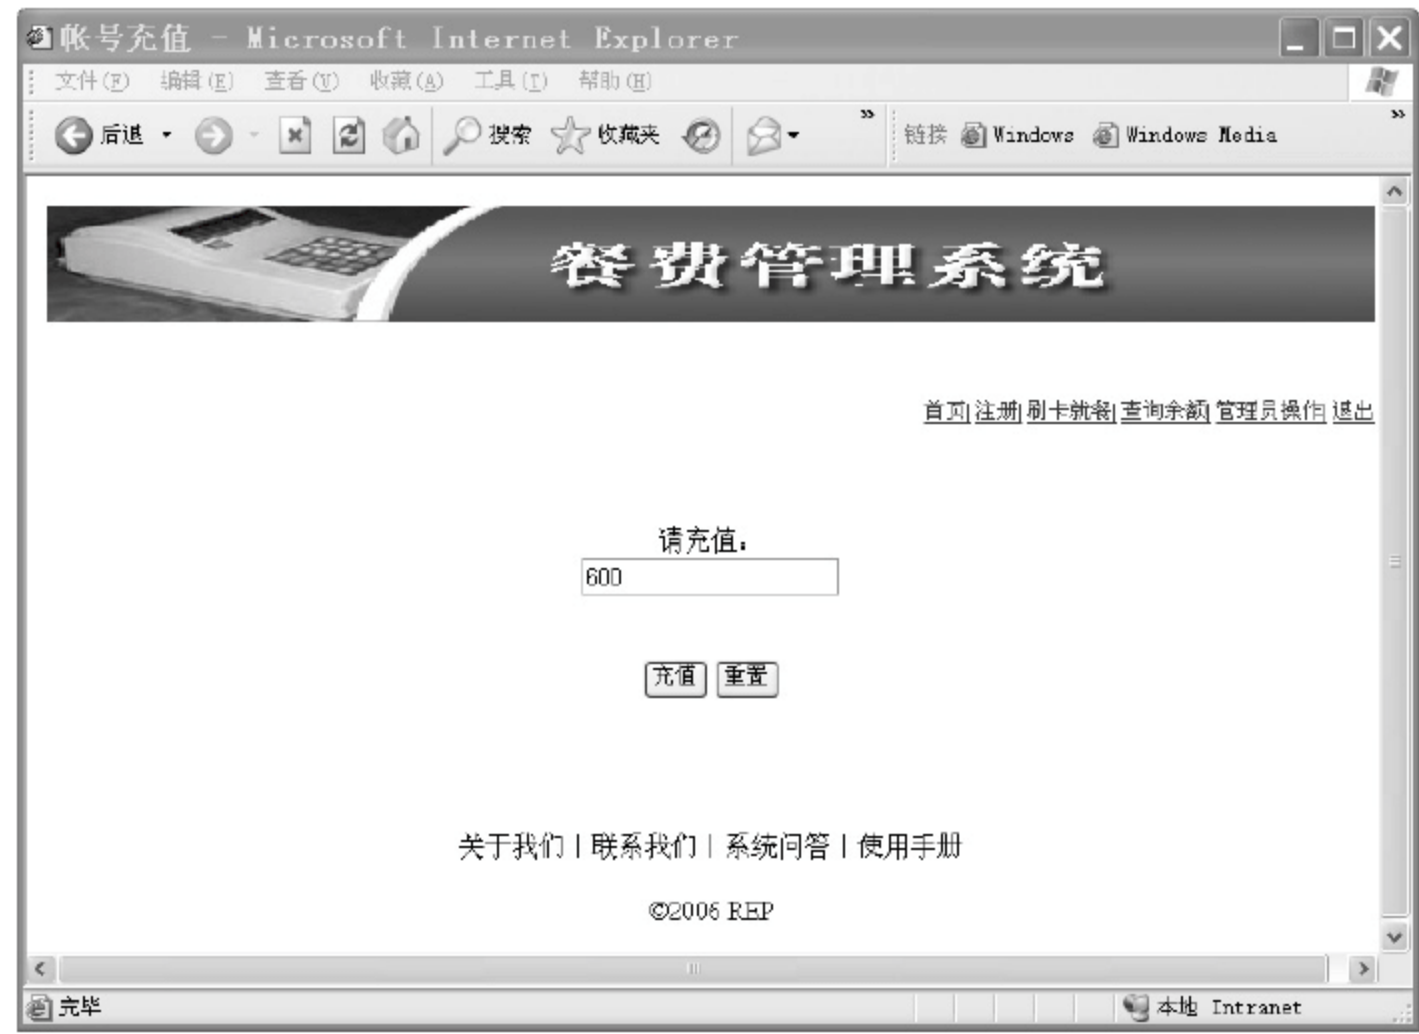 帐号充值 - Microsoft Internet Explorer
文件(F) 编辑(E) 查看(V) 收藏(A) 工具(T) 帮助(H)
后退 搜索 收藏夹 » 链接 Windows Windows Media »
餐费管理系统
首页| 注册| 刷卡就餐| 查询余额| 管理员操作| 退出
请充值:
600
充值 重置
关于我们 | 联系我们 | 系统问答 | 使用手册
©2006 REP
完毕 本地 Intranet